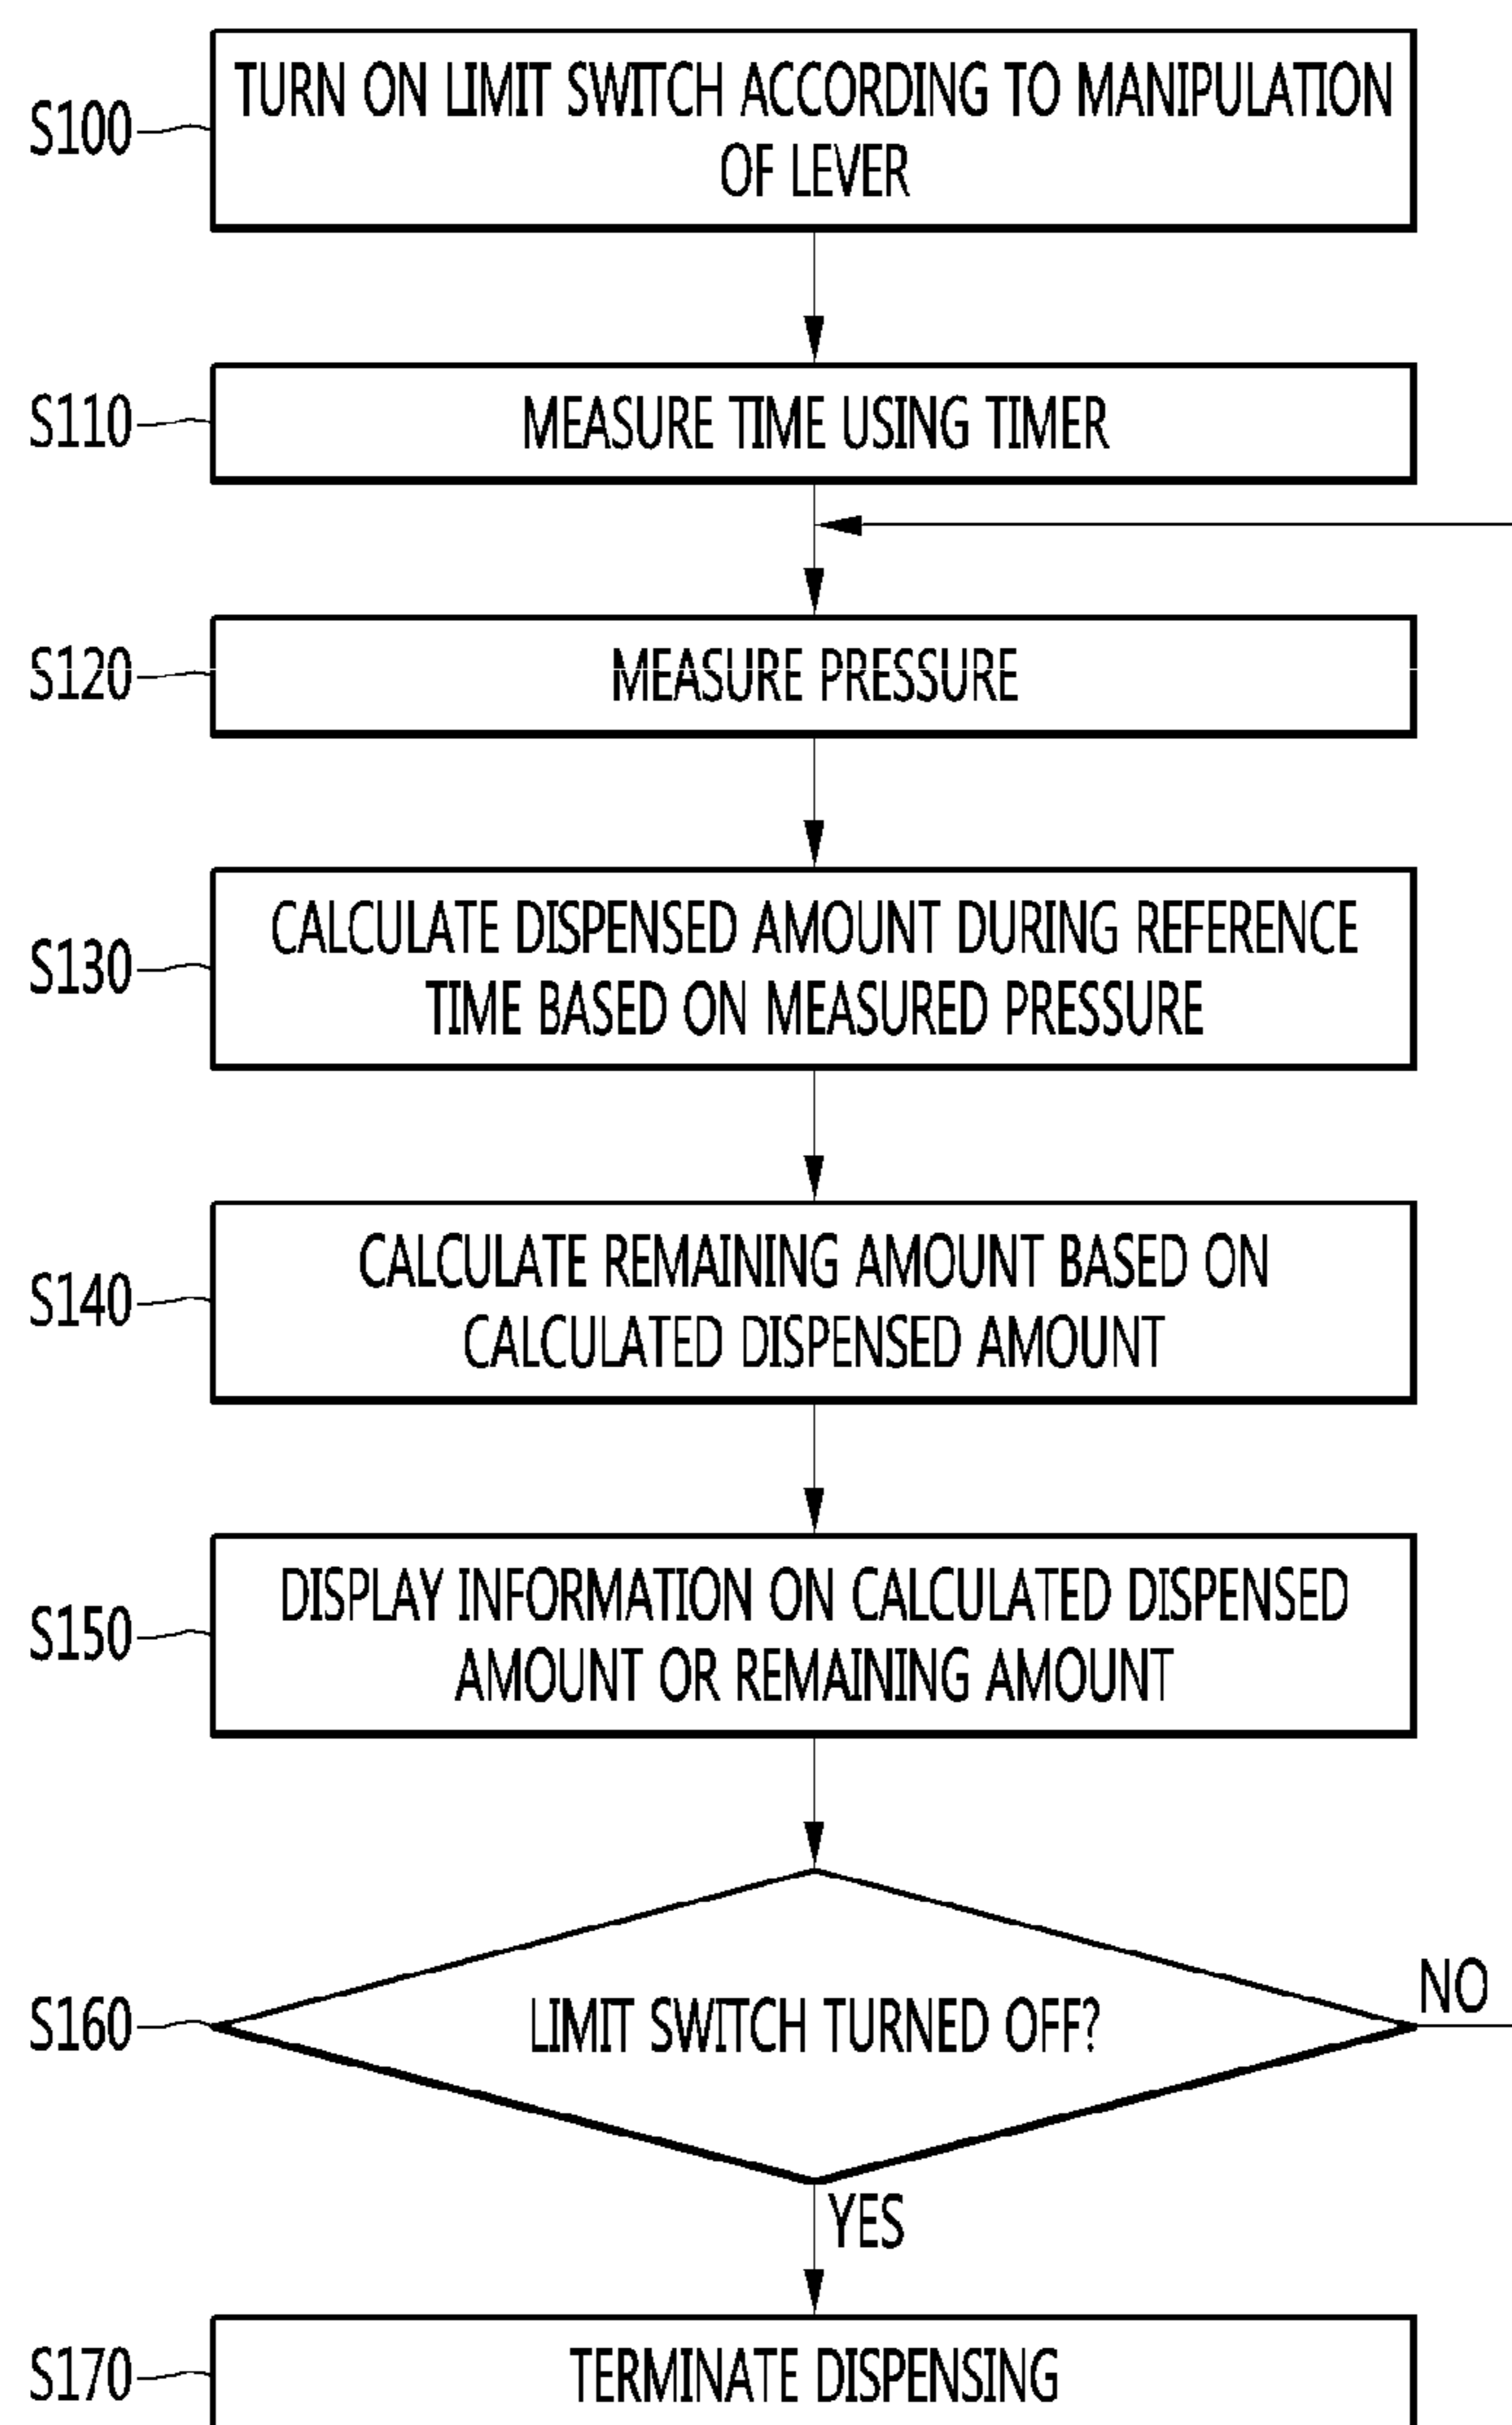 S100
TURN ON LIMIT SWITCH ACCORDING TO MANIPULATION
OF LEVER
S110
MEASURE TIME USING TIMER
S120
MEASURE PRESSURE
S130
CALCULATE DISPENSED AMOUNT DURING REFERENCE
TIME BASED ON MEASURED PRESSURE
S140
CALCULATE REMAINING AMOUNT BASED ON
CALCULATED DISPENSED AMOUNT
S150
DISPLAY INFORMATION ON CALCULATED DISPENSED
AMOUNT OR REMAINING AMOUNT
S160
LIMIT SWITCH TURNED OFF?
NO
YES
S170
TERMINATE DISPENSING